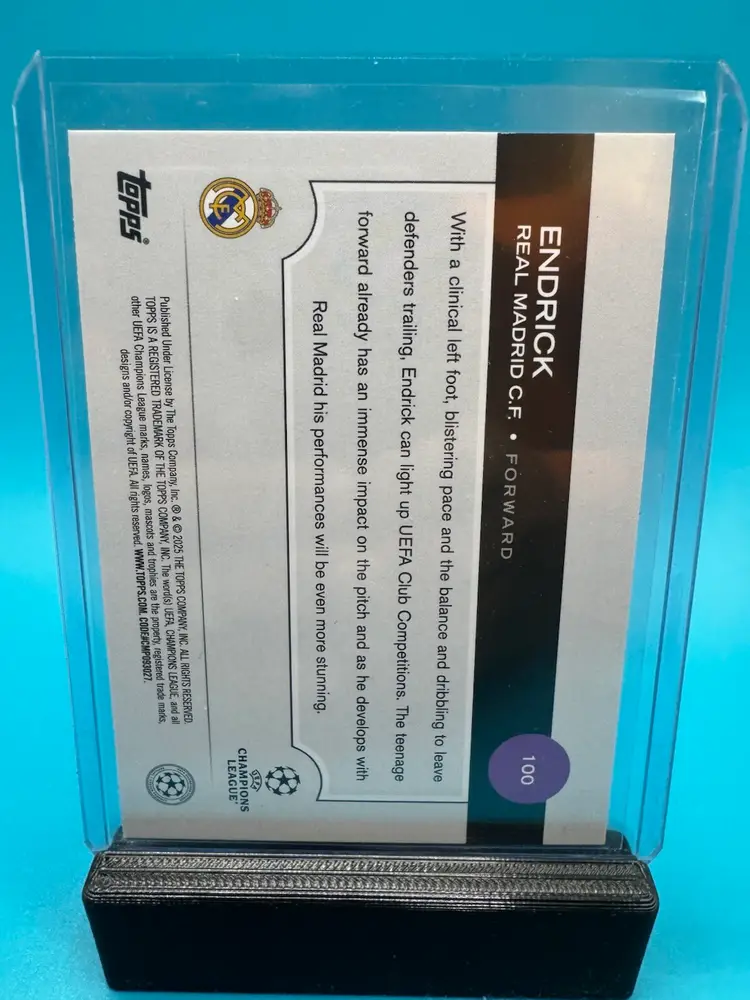 ENDRICK
REAL MADRID C.F. • FORWARD
100
With a clinical left foot, blistering pace and the balance and dribbling to leave
defenders trailing, Endrick can light up UEFA Club Competitions. The teenage
forward already has an immense impact on the pitch and as he develops with
Real Madrid his performances will be even more stunning.
UEFA
CHAMPIONS
LEAGUE®
topps®
Published Under License by The Topps Company, Inc. ® & © 2025 THE TOPPS COMPANY, INC. ALL RIGHTS RESERVED.
TOPPS IS A REGISTERED TRADEMARK OF THE TOPPS COMPANY, INC. The word(s) UEFA, CHAMPIONS LEAGUE, and all
other UEFA Champions League marks, names, logos, mascots and trophies are the property, registered trade marks,
designs and/or copyright of UEFA. All rights reserved. WWW.TOPPS.COM. CODE#CMP093027.